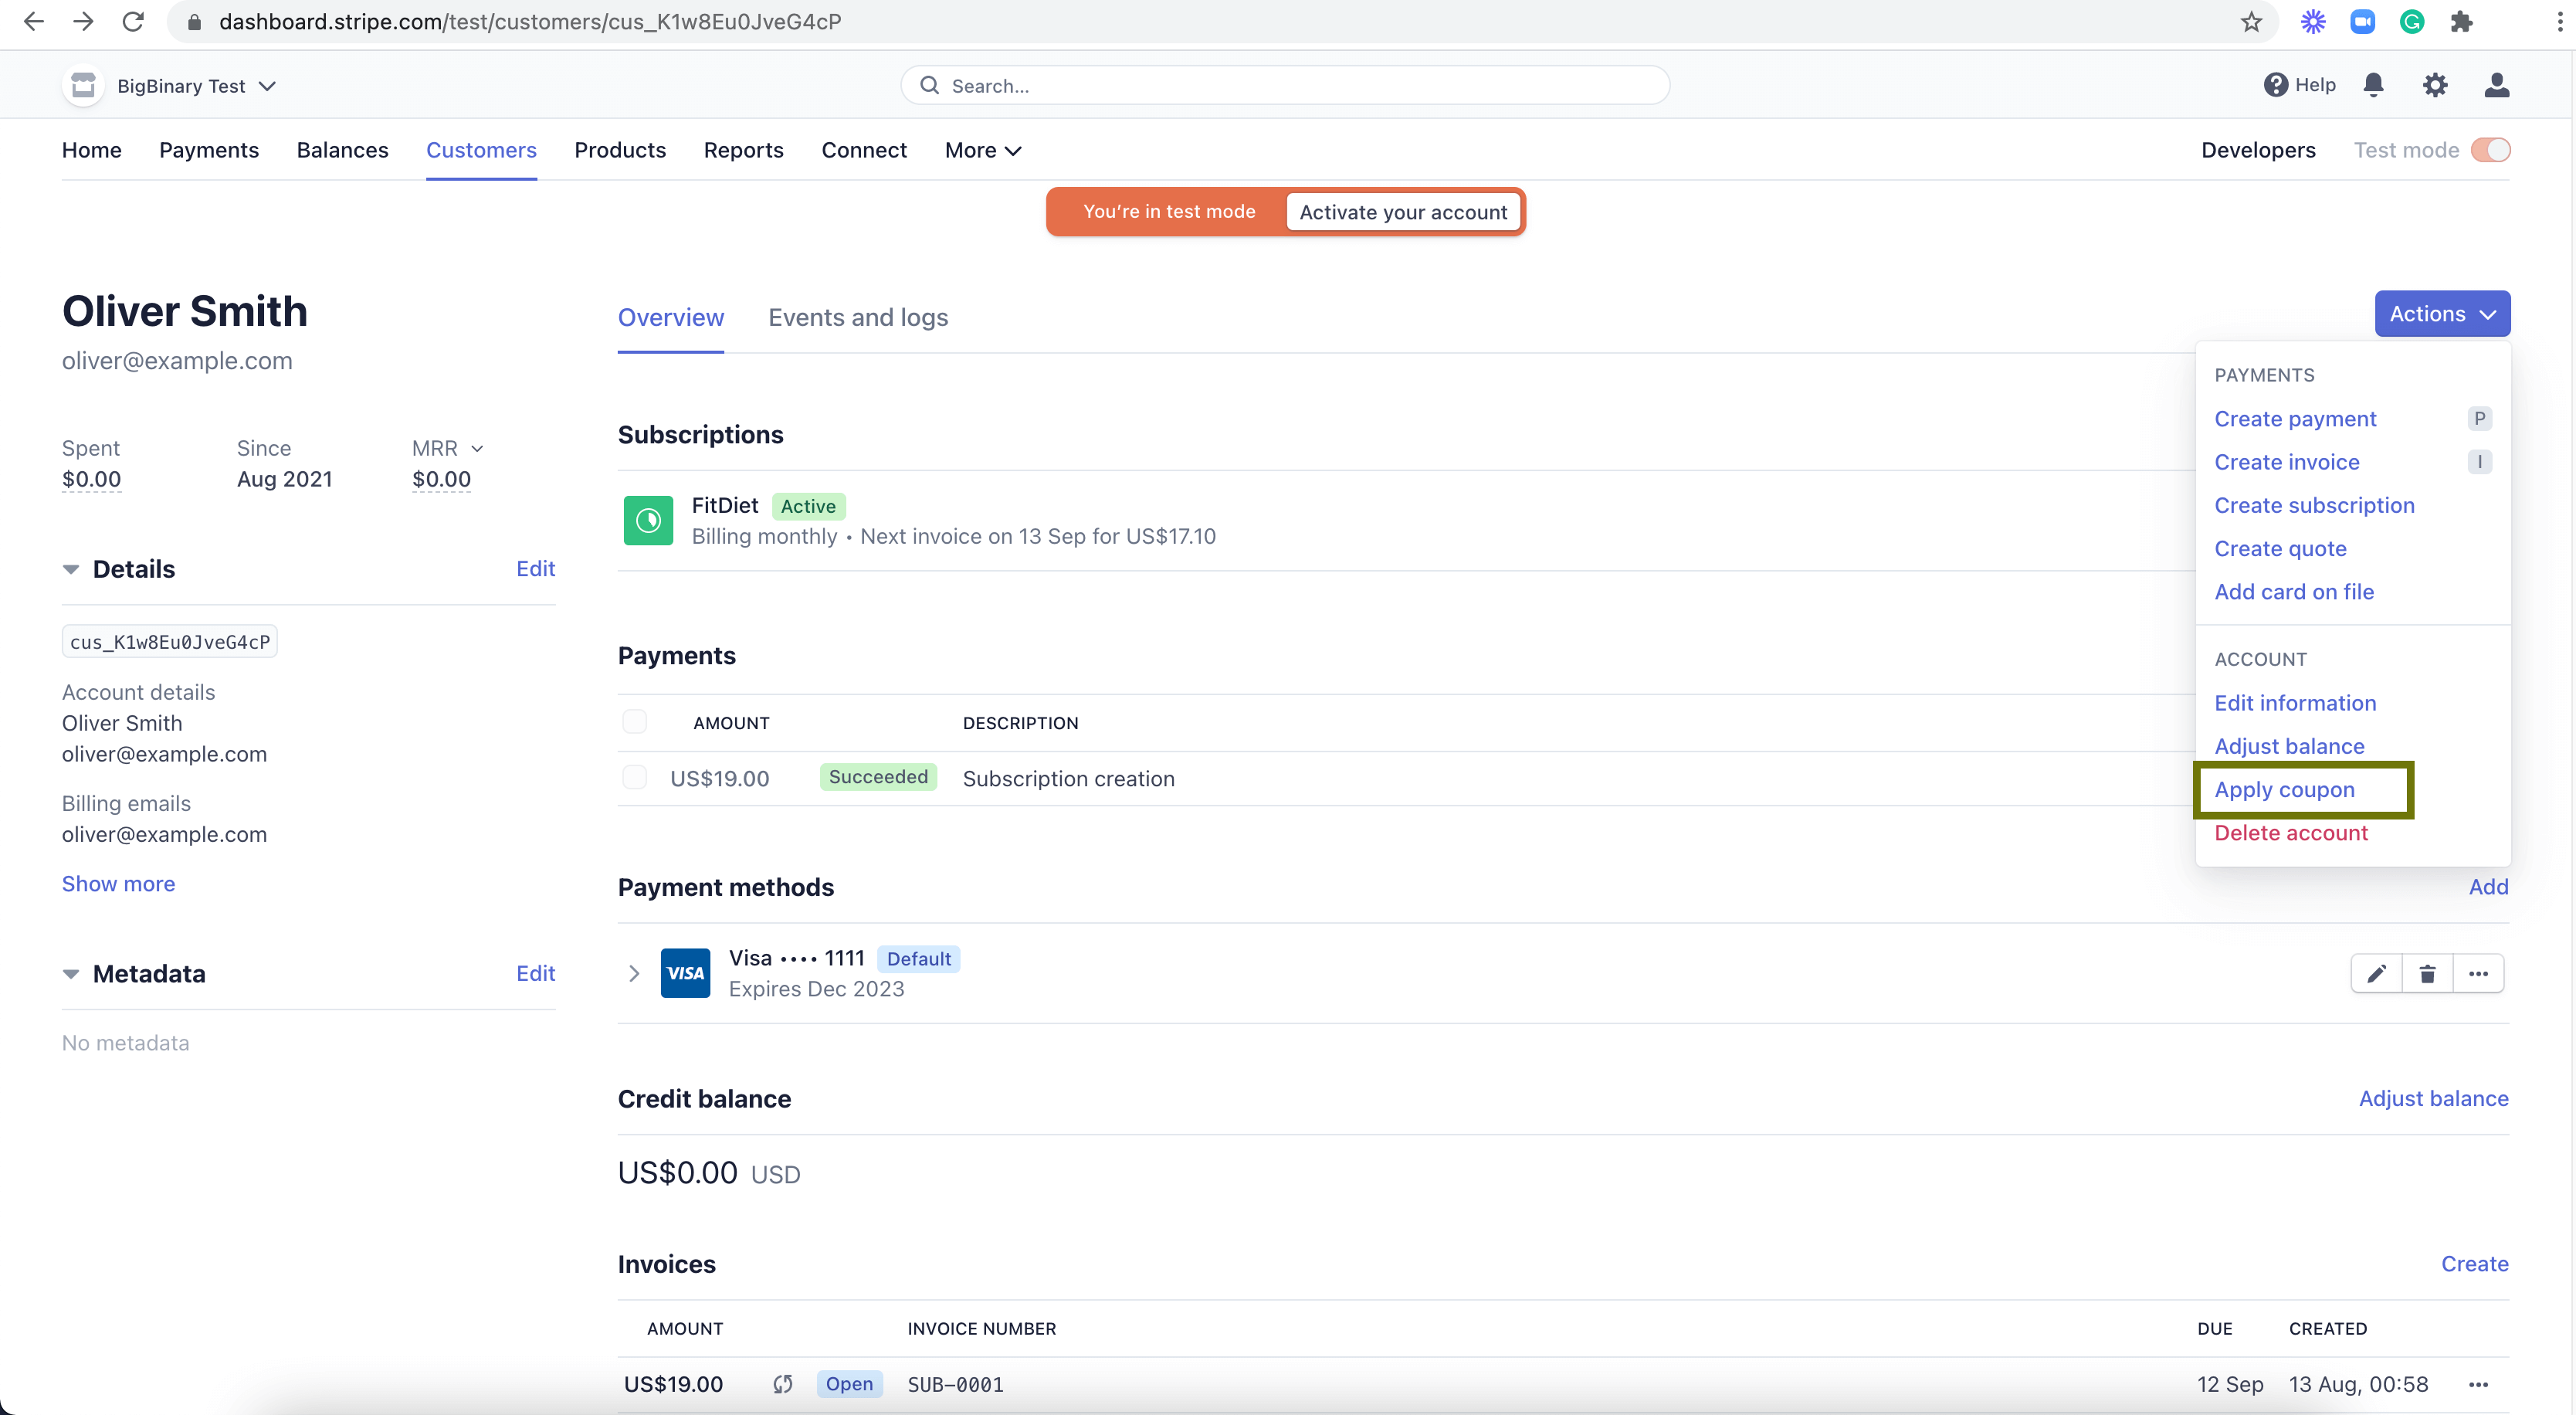 dashboard.stripe.com/test/customers/cus_K1w8Eu0JveG4cP
BigBinary Test
Search...
Help
Home Payments Balances Customers Products Reports Connect More
Developers Test mode
You're in test mode Activate your account
Oliver Smith
oliver@example.com
Spent Since MRR
$0.00 Aug 2021 $0.00
Details Edit
cus_K1w8Eu0JveG4cP
Account details
Oliver Smith
oliver@example.com
Billing emails
oliver@example.com
Show more
Metadata Edit
No metadata
Overview Events and logs
Subscriptions
FitDiet Active
Billing monthly • Next invoice on 13 Sep for US$17.10
Payments
AMOUNT DESCRIPTION
US$19.00 Succeeded Subscription creation
Payment methods Add
VISA
Visa •••• 1111 Default
Expires Dec 2023
Credit balance Adjust balance
US$0.00 USD
Invoices Create
AMOUNT INVOICE NUMBER DUE CREATED
US$19.00 Open SUB-0001 12 Sep 13 Aug, 00:58
Actions
PAYMENTS
Create payment P
Create invoice I
Create subscription
Create quote
Add card on file
ACCOUNT
Edit information
Adjust balance
Apply coupon
Delete account